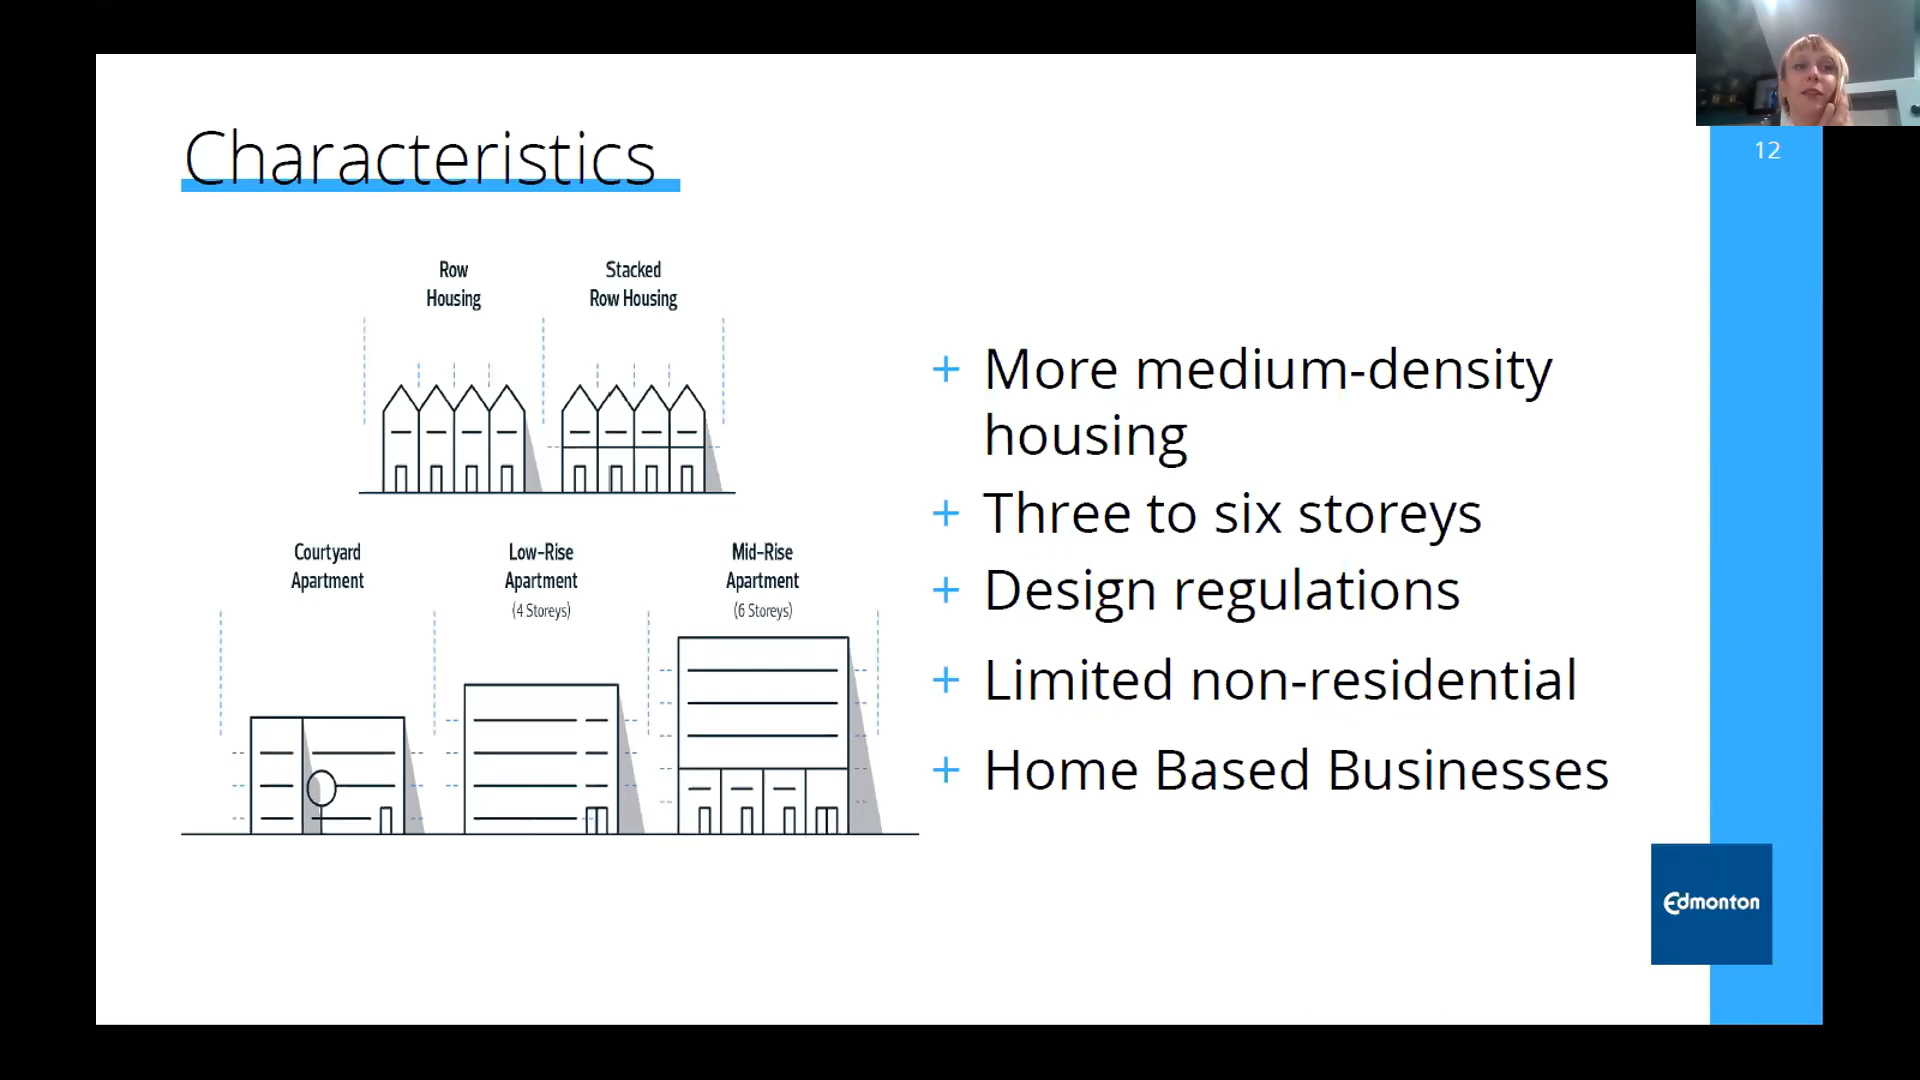 Characteristics
12
Row
Housing
Stacked
Row Housing
Courtyard
Apartment
Low-Rise
Apartment
(4 Storeys)
Mid-Rise
Apartment
(6 Storeys)
+ More medium-density
housing
+ Three to six storeys
+ Design regulations
+ Limited non-residential
+ Home Based Businesses
Edmonton